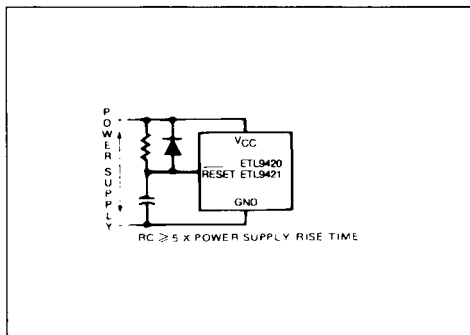 POWER SUPPLY
VCC
ETL9420
RESET ETL9421
GND
RC ≥ 5 X POWER SUPPLY RISE TIME